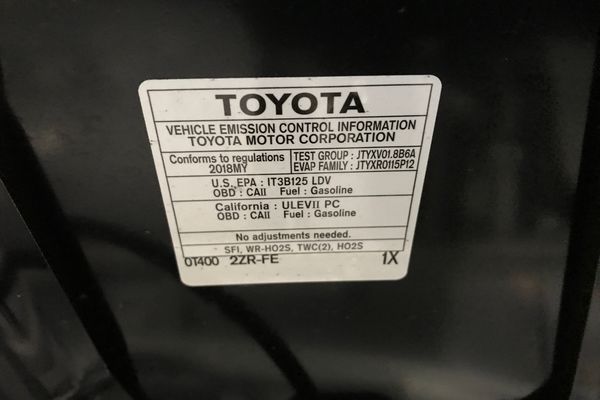 TOYOTA
VEHICLE EMISSION CONTROL INFORMATION
TOYOTA MOTOR CORPORATION
Conforms to regulations
2018MY
TEST GROUP : JTYXV01.8B6A
EVAP FAMILY : JTYXR0115P12
U.S. EPA : IT3B125 LDV
OBD : CAII Fuel : Gasoline
California : ULEVII PC
OBD : CAII Fuel : Gasoline
No adjustments needed.
SFI, WR-HO2S, TWC(2), HO2S
0T400 2ZR-FE 1X